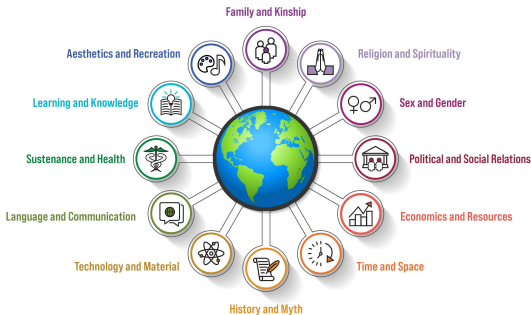 Family and Kinship
Aesthetics and Recreation
Religion and Spirituality
Learning and Knowledge
Sex and Gender
Sustenance and Health
Political and Social Relations
Language and Communication
Economics and Resources
Technology and Material
Time and Space
History and Myth